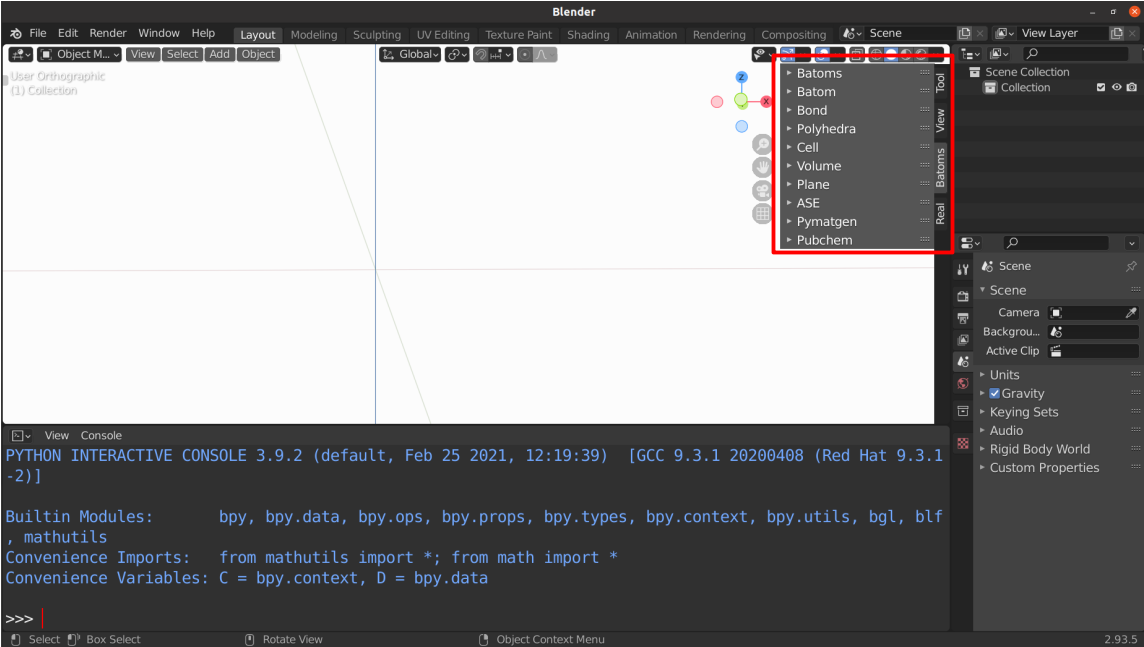 Blender
File Edit Render Window Help Layout Modeling Sculpting UV Editing Texture Paint Shading Animation Rendering Compositing Scene View Layer
Object M... View Select Add Object Global
User Orthographic
(1) Collection
Z
X
Batoms
Batom
Bond
Polyhedra
Cell
Volume
Plane
ASE
Pymatgen
Pubchem
Tool
View
Batoms
Real
Scene Collection
Collection
Scene
Scene
Camera
Backgrou...
Active Clip
Units
Gravity
Keying Sets
Audio
Rigid Body World
Custom Properties
View Console
PYTHON INTERACTIVE CONSOLE 3.9.2 (default, Feb 25 2021, 12:19:39)  [GCC 9.3.1 20200408 (Red Hat 9.3.1
-2)]
Builtin Modules:       bpy, bpy.data, bpy.ops, bpy.props, bpy.types, bpy.context, bpy.utils, bgl, blf
, mathutils
Convenience Imports:   from mathutils import *; from math import *
Convenience Variables: C = bpy.context, D = bpy.data
>>>
Select Box Select Rotate View Object Context Menu 2.93.5